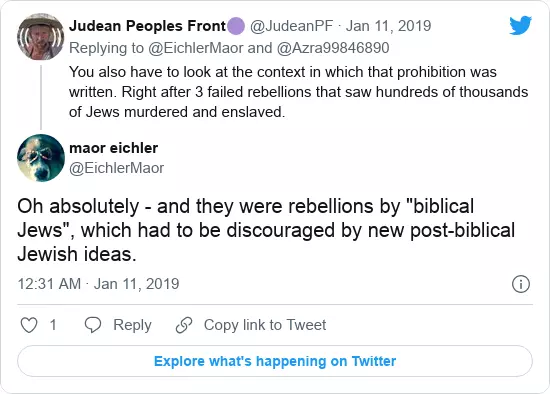 Judean Peoples Front🟣 @JudeanPF · Jan 11, 2019
Replying to @EichlerMaor and @Azra99846890
You also have to look at the context in which that prohibition was
written. Right after 3 failed rebellions that saw hundreds of thousands
of Jews murdered and enslaved.
maor eichler
@EichlerMaor
Oh absolutely - and they were rebellions by "biblical
Jews", which had to be discouraged by new post-biblical
Jewish ideas.
12:31 AM · Jan 11, 2019
1 Reply Copy link to Tweet
Explore what's happening on Twitter